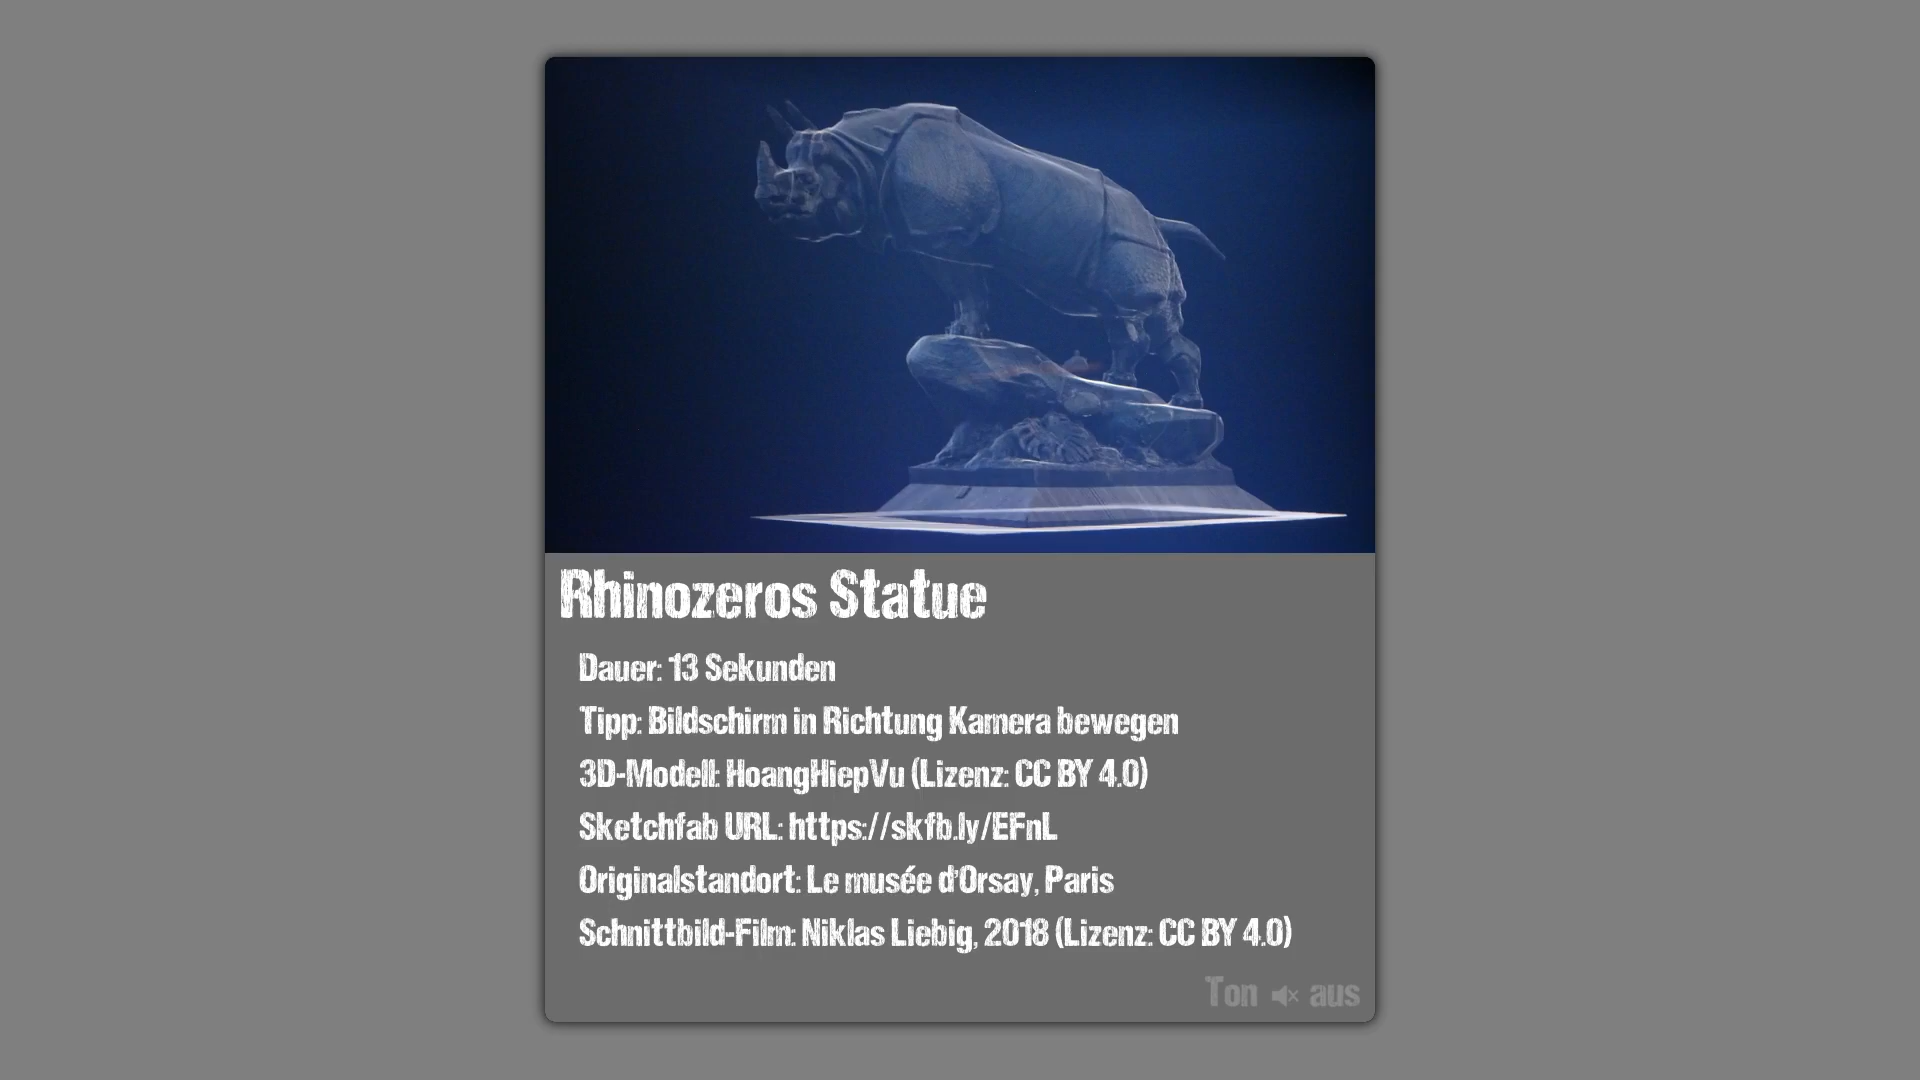 Rhinozeros Statue
Dauer: 13 Sekunden
Tipp: Bildschirm in Richtung Kamera bewegen
3D-Modell: HoangHiepVu (Lizenz: CC BY 4.0)
Sketchfab URL: https://skfb.ly/EFnL
Originalstandort: Le musée d'Orsay, Paris
Schnittbild-Film: Niklas Liebig, 2018 (Lizenz: CC BY 4.0)
Ton aus